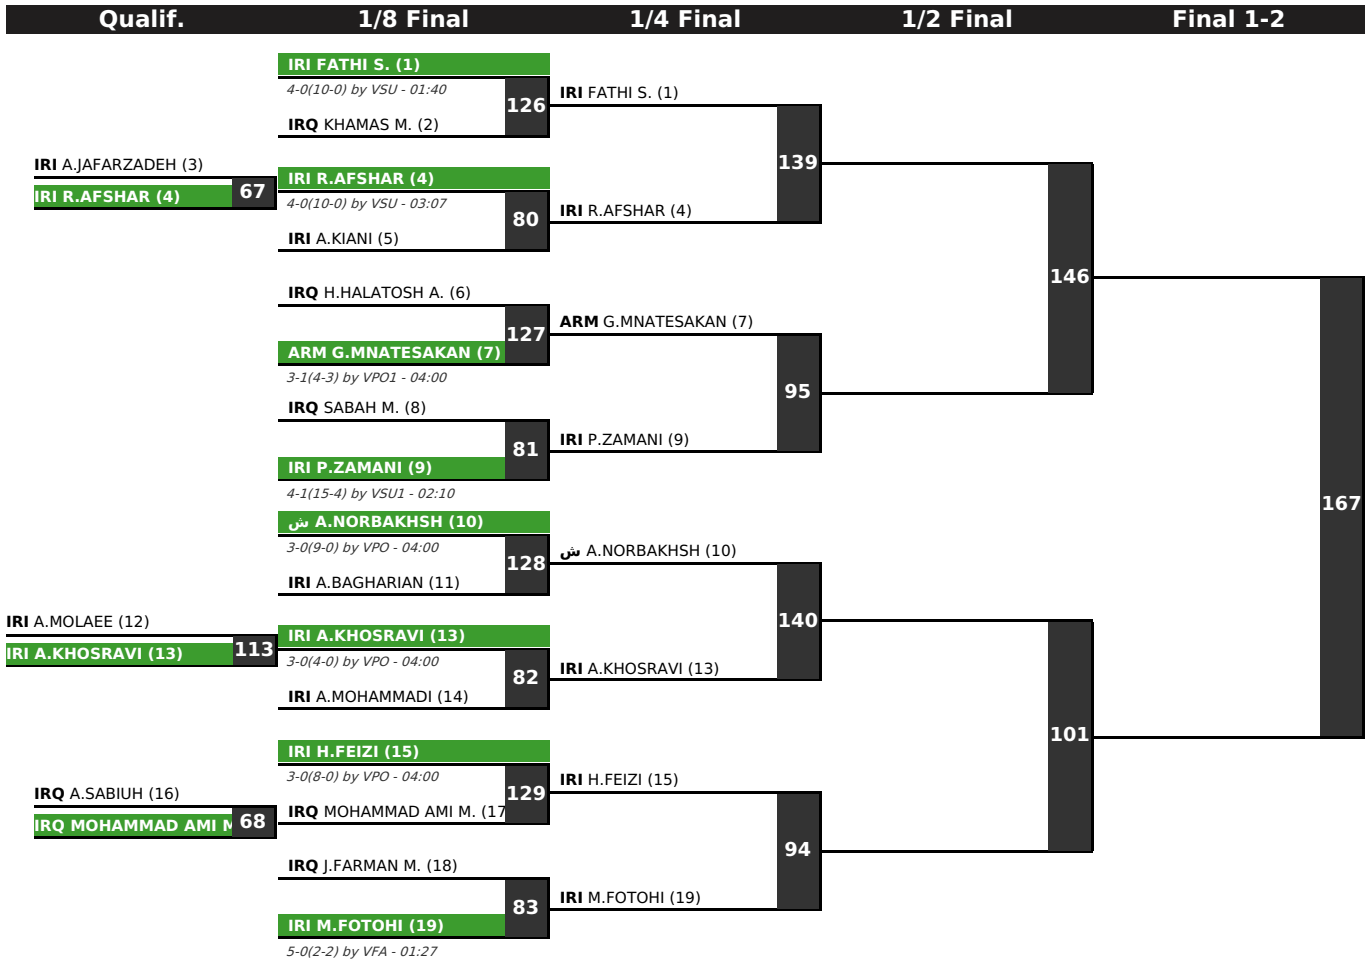 Qualif. 1/8 Final 1/4 Final 1/2 Final Final 1-2
IRI A.JAFARZADEH (3)
IRI R.AFSHAR (4)
67
IRI A.MOLAEE (12)
IRI A.KHOSRAVI (13)
113
IRQ A.SABIUH (16)
IRQ MOHAMMAD AMI M
68
IRI FATHI S. (1)
4-0(10-0) by VSU - 01:40
126
IRQ KHAMAS M. (2)
IRI R.AFSHAR (4)
4-0(10-0) by VSU - 03:07
80
IRI A.KIANI (5)
IRQ H.HALATOSH A. (6)
127
ARM G.MNATESAKAN (7)
3-1(4-3) by VPO1 - 04:00
IRQ SABAH M. (8)
81
IRI P.ZAMANI (9)
4-1(15-4) by VSU1 - 02:10
ش A.NORBAKHSH (10)
3-0(9-0) by VPO - 04:00
128
IRI A.BAGHARIAN (11)
IRI A.KHOSRAVI (13)
3-0(4-0) by VPO - 04:00
82
IRI A.MOHAMMADI (14)
IRI H.FEIZI (15)
3-0(8-0) by VPO - 04:00
129
IRQ MOHAMMAD AMI M. (17
IRQ J.FARMAN M. (18)
83
IRI M.FOTOHI (19)
5-0(2-2) by VFA - 01:27
IRI FATHI S. (1)
139
IRI R.AFSHAR (4)
ARM G.MNATESAKAN (7)
95
IRI P.ZAMANI (9)
ش A.NORBAKHSH (10)
140
IRI A.KHOSRAVI (13)
IRI H.FEIZI (15)
94
IRI M.FOTOHI (19)
146
101
167